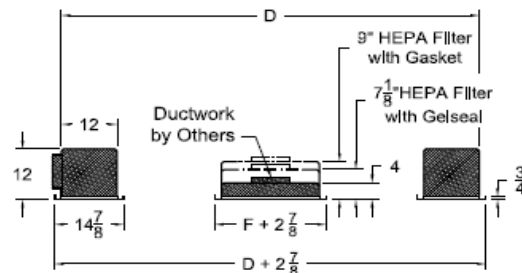 D
9" HEPA Filter
with Gasket
7 1/8"HEPA Filter
with Gelseal
Ductwork
by Others
12
12
4
3/4
14 7/8
F + 2 7/8
D + 2 7/8